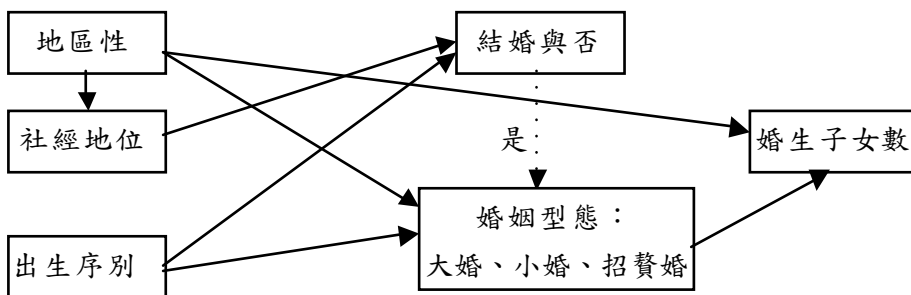 地區性
結婚與否
社經地位
是
婚生子女數
婚姻型態：
大婚、小婚、招贅婚
出生序別